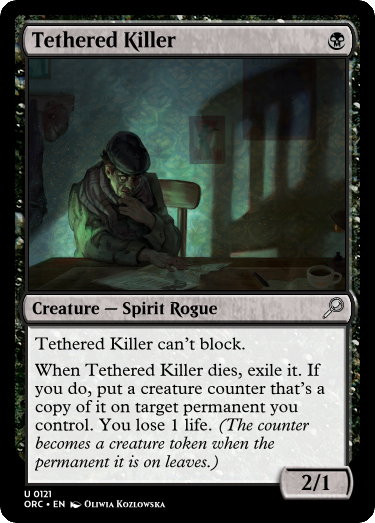 Tethered Killer
Creature — Spirit Rogue
Tethered Killer can't block.
When Tethered Killer dies, exile it. If
you do, put a creature counter that's a
copy of it on target permanent you
control. You lose 1 life. (The counter
becomes a creature token when the
permanent it is on leaves.)
2/1
U 0121
ORC • EN Oliwia Kozlowska